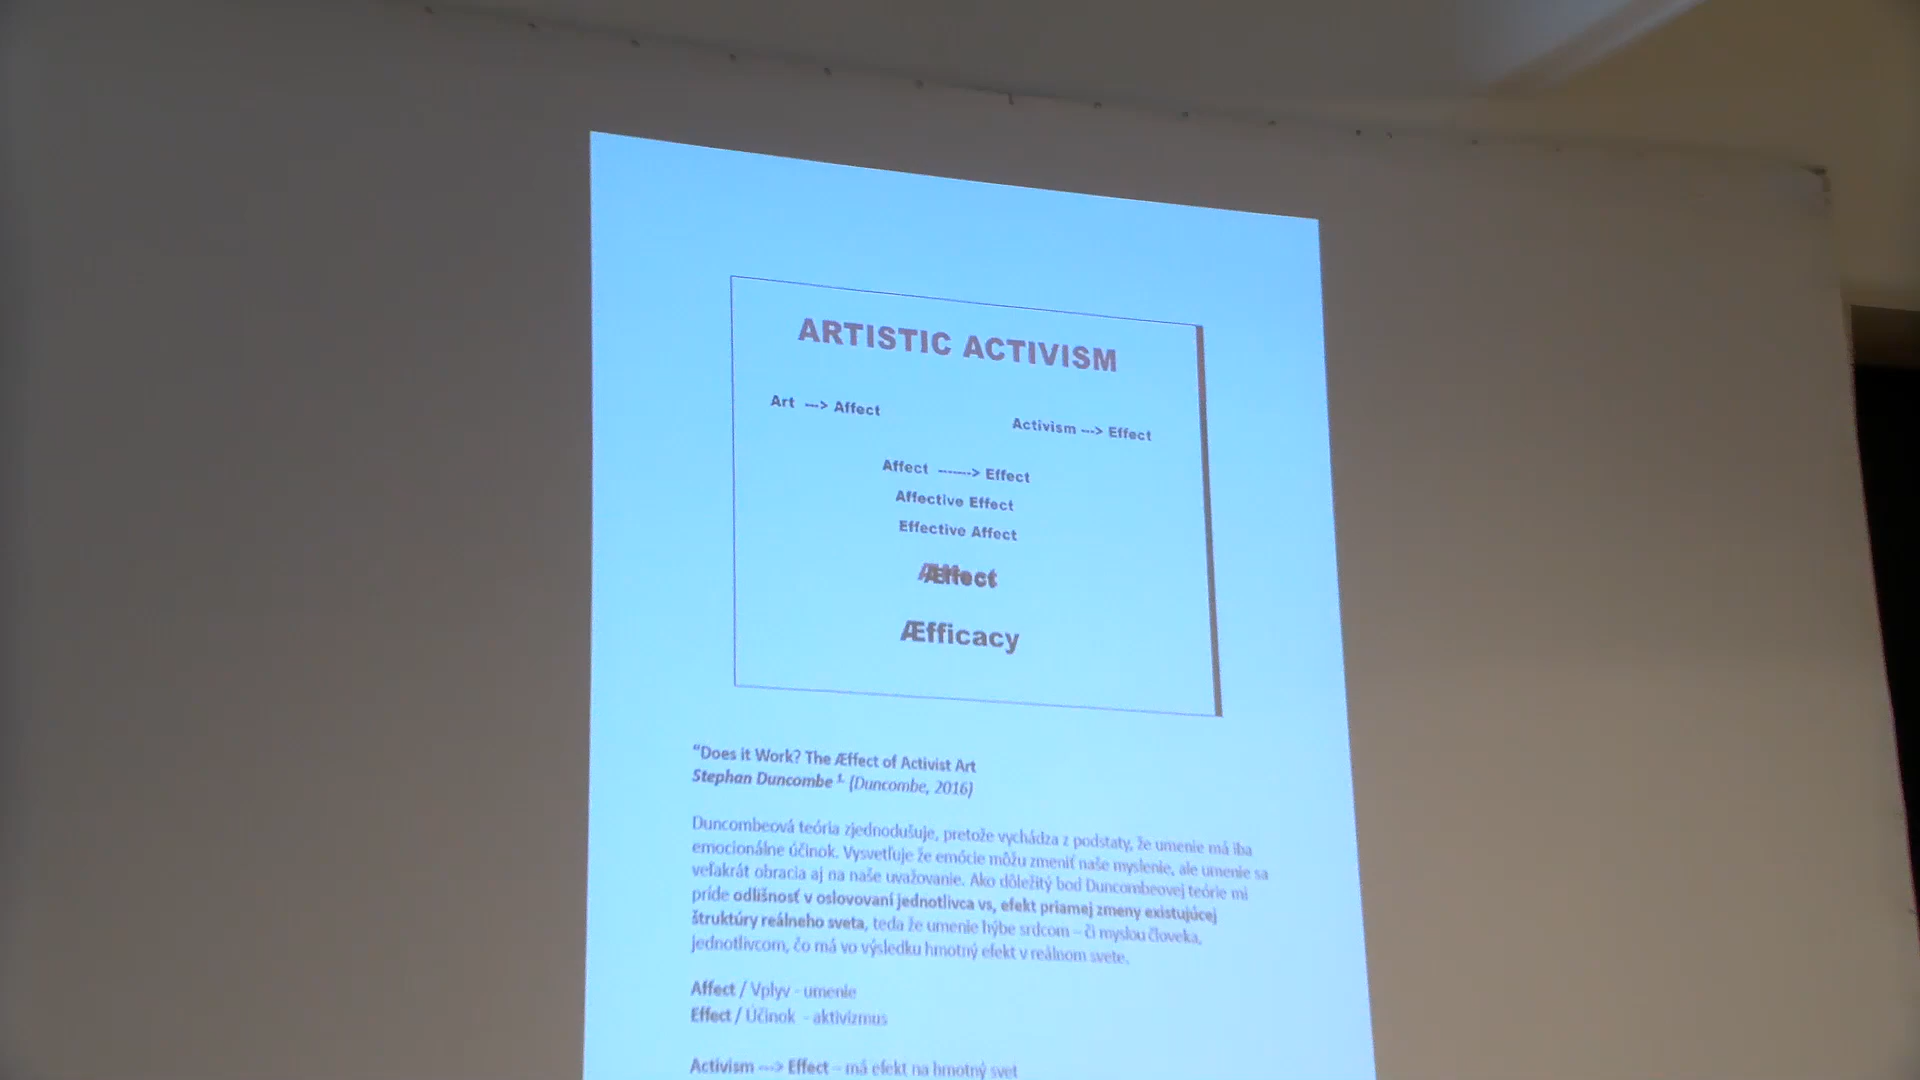 ARTISTIC ACTIVISM
Art ---> Affect
Activism ---> Effect
Affect -------> Effect
Affective Effect
Effective Affect
Æffect
Æfficacy
“Does it Work? The Æffect of Activist Art
Stephan Duncombe 1. (Duncombe, 2016)
Duncombeová teória zjednodušuje, pretože vychádza z podstaty, že umenie má iba
emocionálne účinok. Vysvetľuje že emócie môžu zmeniť naše myslenie, ale umenie sa
veľakrát obracia aj na naše uvažovanie. Ako dôležitý bod Duncombeovej teórie mi
príde odlišnosť v oslovovaní jednotlivca vs, efekt priamej zmeny existujúcej
štruktúry reálneho sveta, teda že umenie hýbe srdcom – či mysľou človeka,
jednotlivcom, čo má vo výsledku hmotný efekt v reálnom svete.
Affect / Vplyv - umenie
Effect / Účinok - aktivizmus
Activism ---> Effect – má efekt na hmotný svet